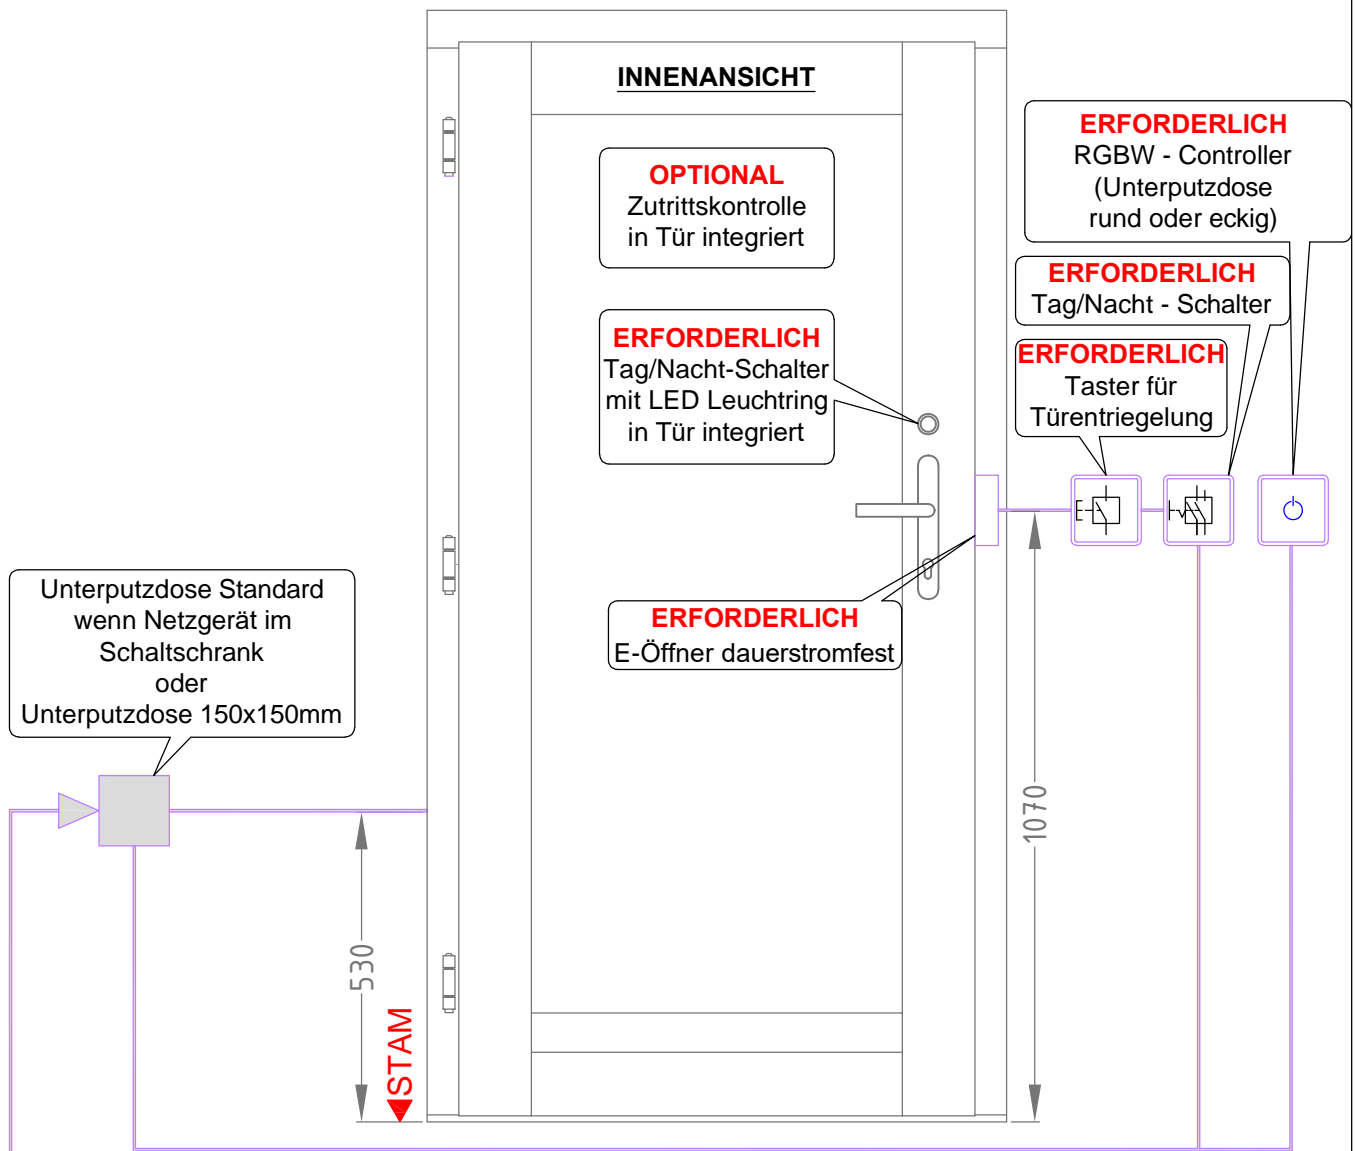 INNENANSICHT
ERFORDERLICH
RGBW - Controller
(Unterputzdose
rund oder eckig)
OPTIONAL
Zutrittskontrolle
in Tür integriert
ERFORDERLICH
Tag/Nacht - Schalter
ERFORDERLICH
Tag/Nacht-Schalter
mit LED Leuchtring
in Tür integriert
ERFORDERLICH
Taster für
Türentriegelung
ERFORDERLICH
E-Öffner dauerstromfest
Unterputzdose Standard
wenn Netzgerät im
Schaltschrank
oder
Unterputzdose 150x150mm
1070
530
STAM